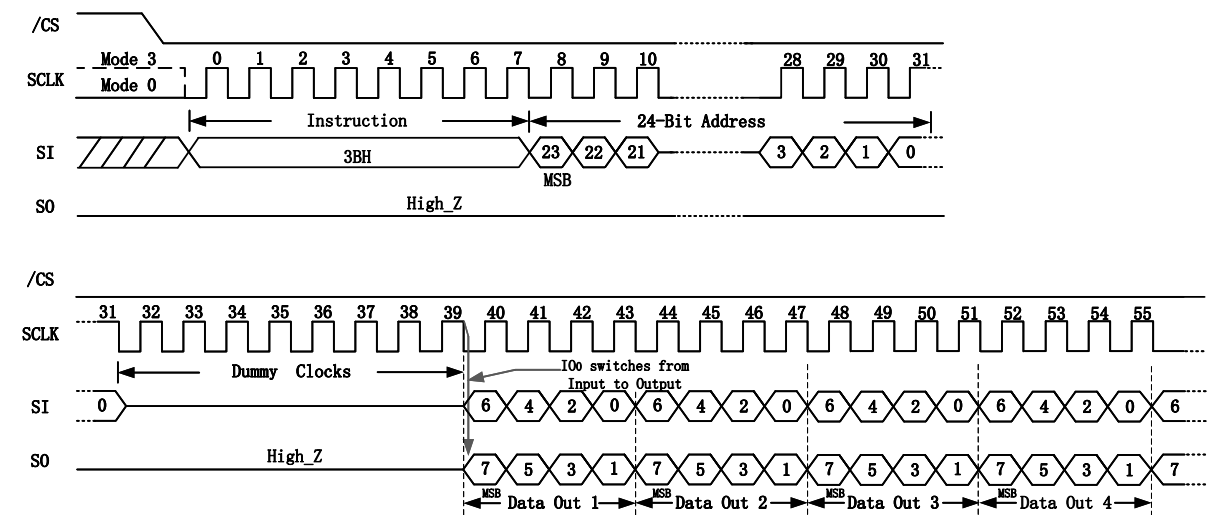 /CS
Mode 3 0 1 2 3 4 5 6 7 8 9 10 28 29 30 31
SCLK
Mode 0
Instruction 24-Bit Address
SI 3BH 23 22 21 3 2 1 0
MSB
SO High_Z
/CS
31 32 33 34 35 36 37 38 39 40 41 42 43 44 45 46 47 48 49 50 51 52 53 54 55
SCLK
Dummy Clocks IO0 switches from
Input to Output
SI 0 6 4 2 0 6 4 2 0 6 4 2 0 6 4 2 0 6
SO High_Z 7 5 3 1 7 5 3 1 7 5 3 1 7 5 3 1 7
MSB Data Out 1 MSB Data Out 2 MSB Data Out 3 MSB Data Out 4